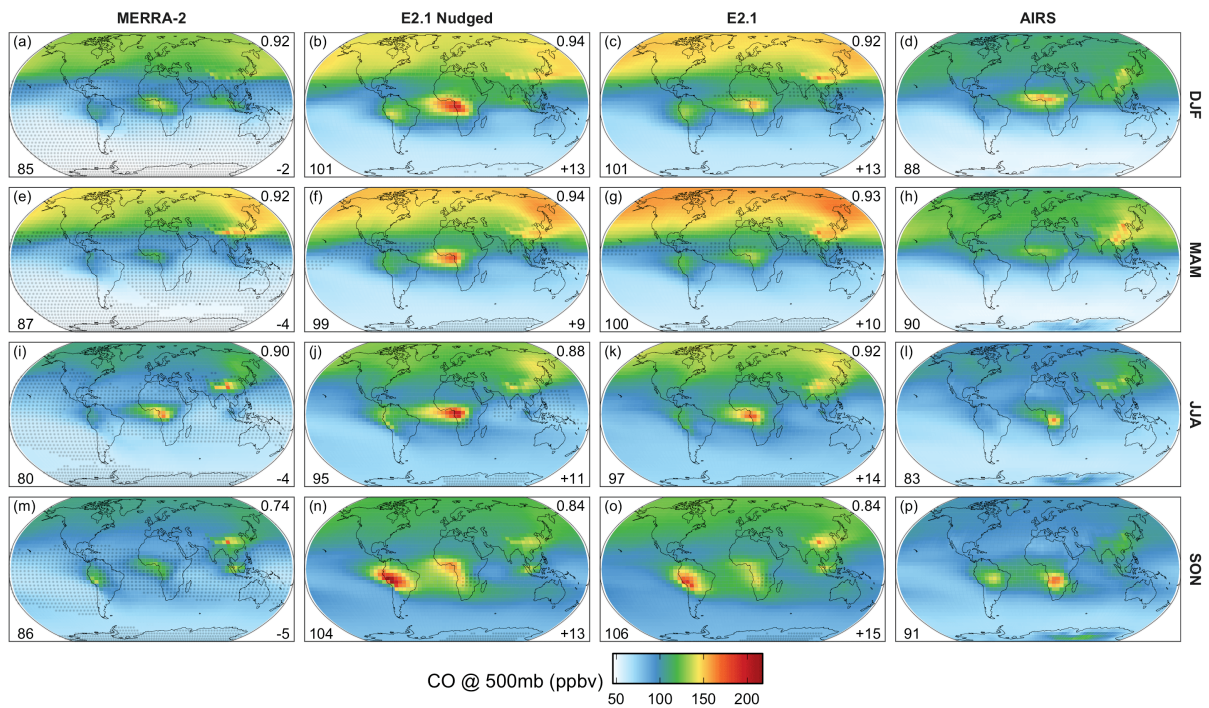 MERRA-2 E2.1 Nudged E2.1 AIRS
(a) 0.92 (b) 0.94 (c) 0.92 (d)
DJF
85 -2 101 +13 101 +13 88
(e) 0.92 (f) 0.94 (g) 0.93 (h)
MAM
87 -4 99 +9 100 +10 90
(i) 0.90 (j) 0.88 (k) 0.92 (l)
JJA
80 -4 95 +11 97 +14 83
(m) 0.74 (n) 0.84 (o) 0.84 (p)
SON
86 -5 104 +13 106 +15 91
CO @ 500mb (ppbv)
50 100 150 200